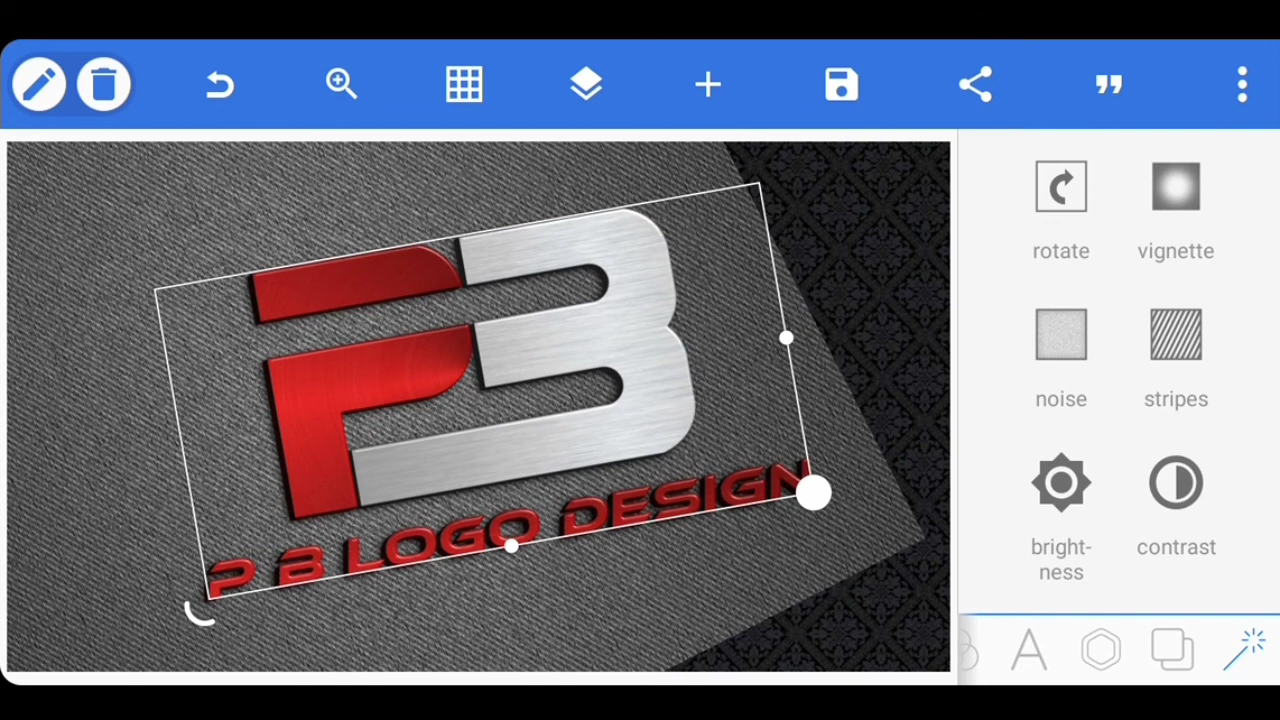 PB
P B LOGO DESIGN
rotate
vignette
noise
stripes
bright-
ness
contrast
A